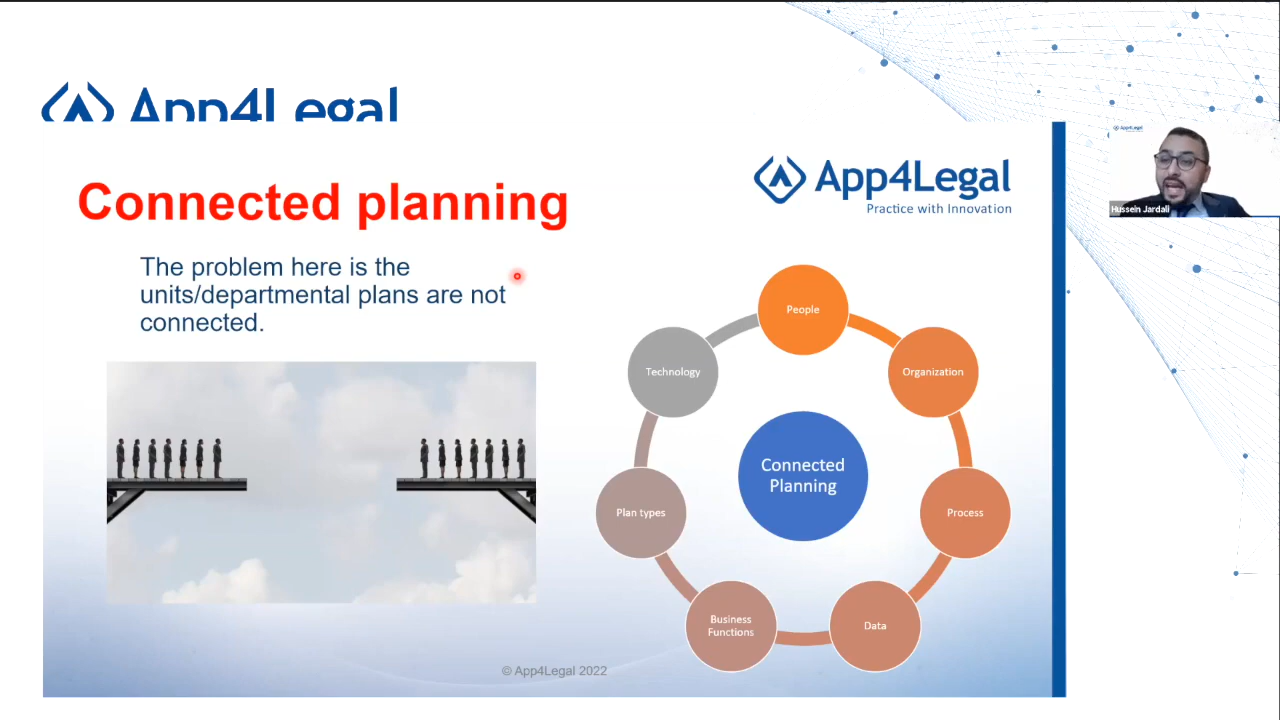 App4Legal
App4Legal
Practice with Innovation
App4Legal
Hussein Jardali
Connected planning
The problem here is the
units/departmental plans are not
connected.
People
Organization
Process
Data
Business
Functions
Plan types
Technology
Connected
Planning
© App4Legal 2022